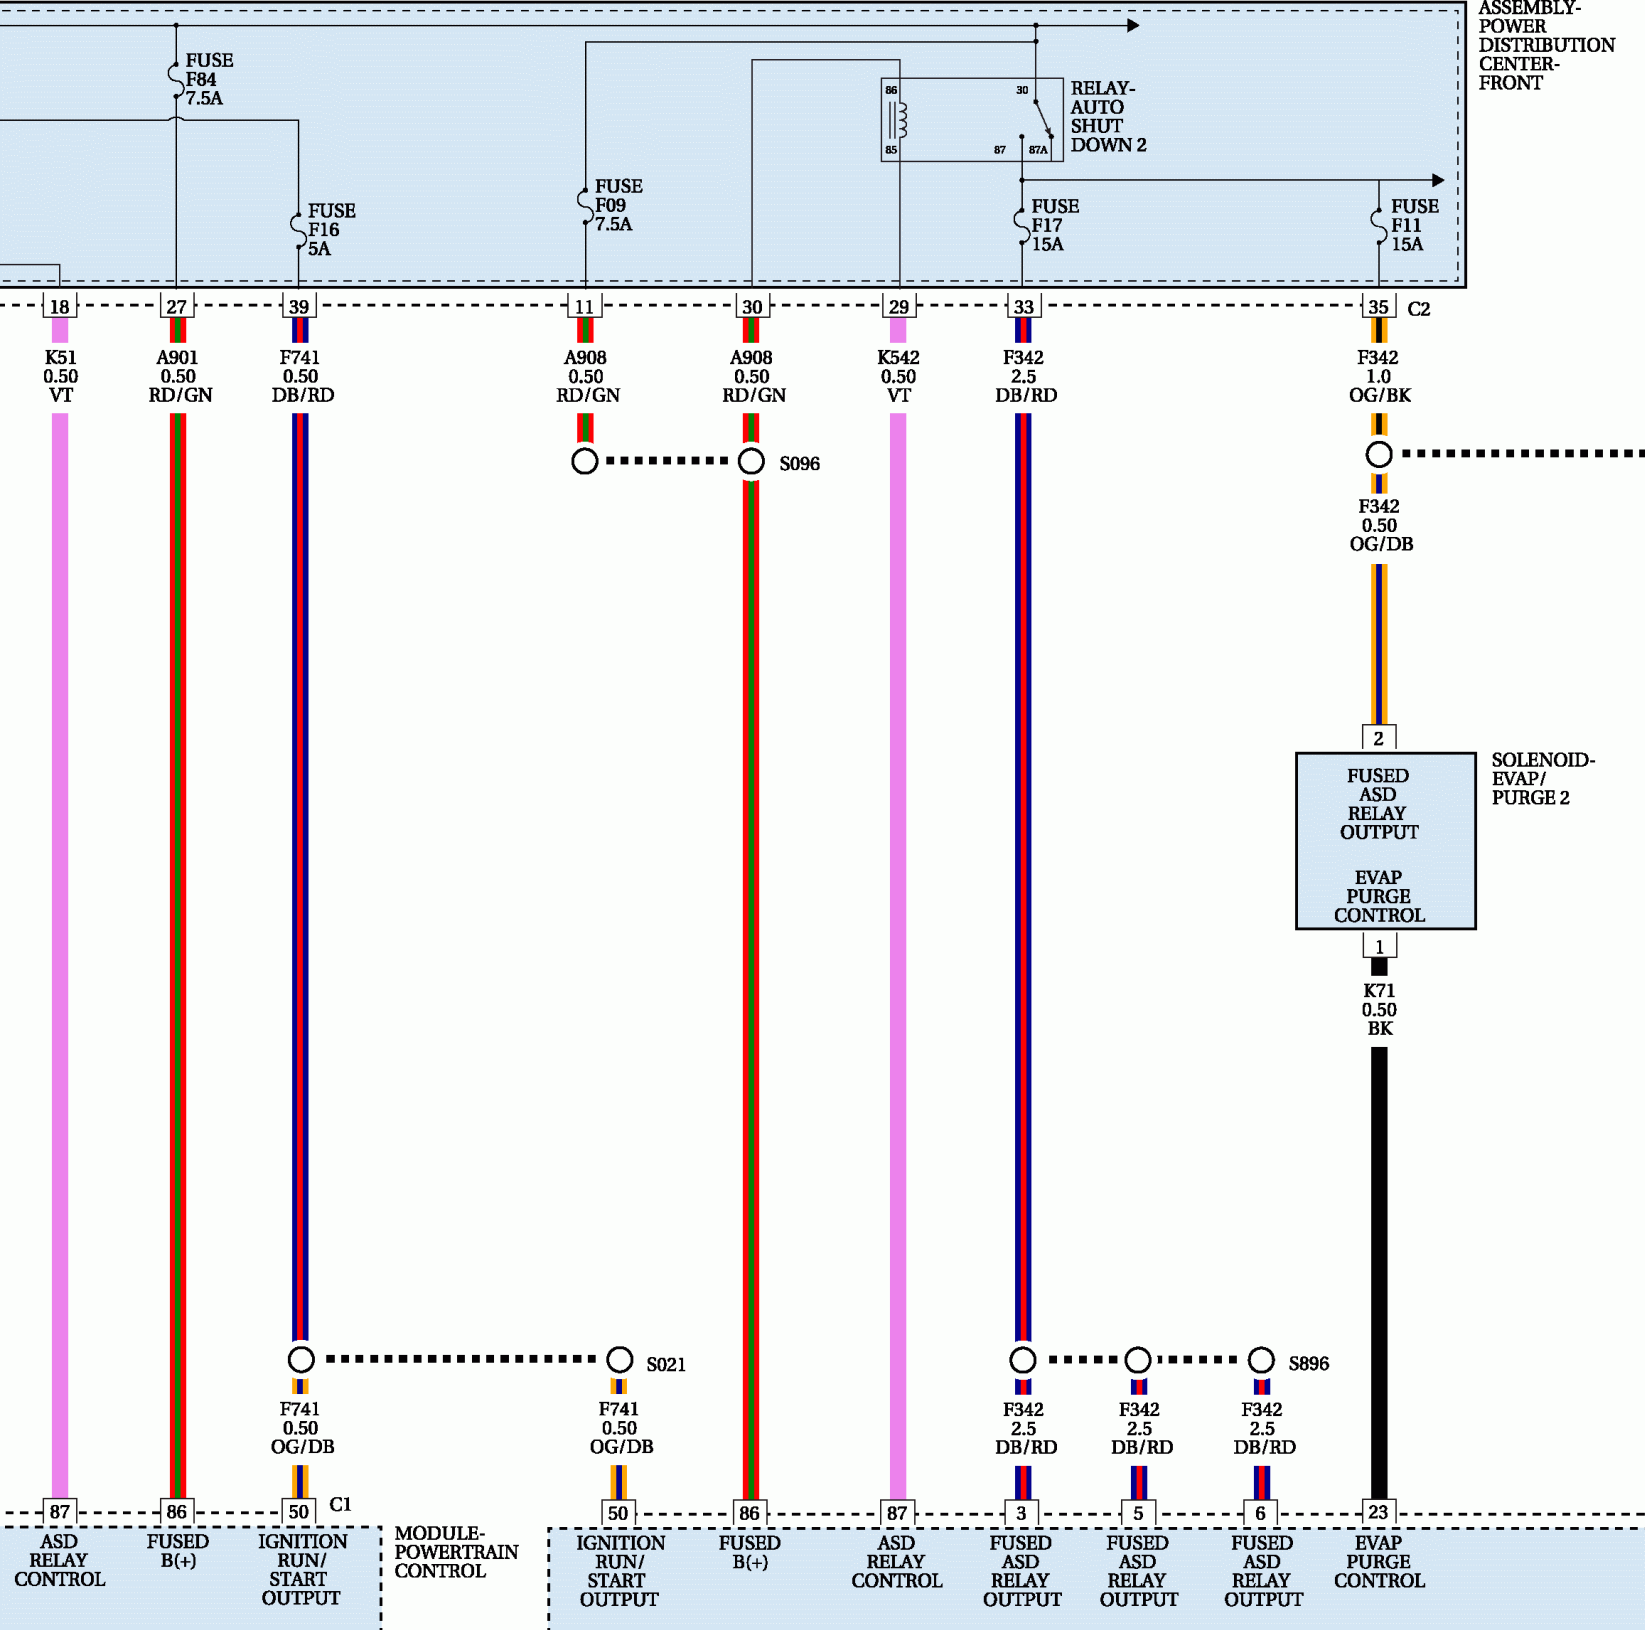 ASSEMBLY-
POWER
DISTRIBUTION
CENTER-
FRONT
FUSE
F84
7.5A
FUSE
F16
5A
FUSE
F09
7.5A
86
85
30
87
87A
RELAY-
AUTO
SHUT
DOWN 2
FUSE
F17
15A
FUSE
F11
15A
18
27
39
11
30
29
33
35
C2
K51
0.50
VT
A901
0.50
RD/GN
F741
0.50
DB/RD
A908
0.50
RD/GN
A908
0.50
RD/GN
K542
0.50
VT
F342
2.5
DB/RD
F342
1.0
OG/BK
S096
F342
0.50
OG/DB
2
FUSED
ASD
RELAY
OUTPUT
EVAP
PURGE
CONTROL
SOLENOID-
EVAP/
PURGE 2
1
K71
0.50
BK
S021
S896
F741
0.50
OG/DB
F741
0.50
OG/DB
F342
2.5
DB/RD
F342
2.5
DB/RD
F342
2.5
DB/RD
87
86
50
C1
50
86
87
3
5
6
23
ASD
RELAY
CONTROL
FUSED
B(+)
IGNITION
RUN/
START
OUTPUT
MODULE-
POWERTRAIN
CONTROL
IGNITION
RUN/
START
OUTPUT
FUSED
B(+)
ASD
RELAY
CONTROL
FUSED
ASD
RELAY
OUTPUT
FUSED
ASD
RELAY
OUTPUT
FUSED
ASD
RELAY
OUTPUT
EVAP
PURGE
CONTROL